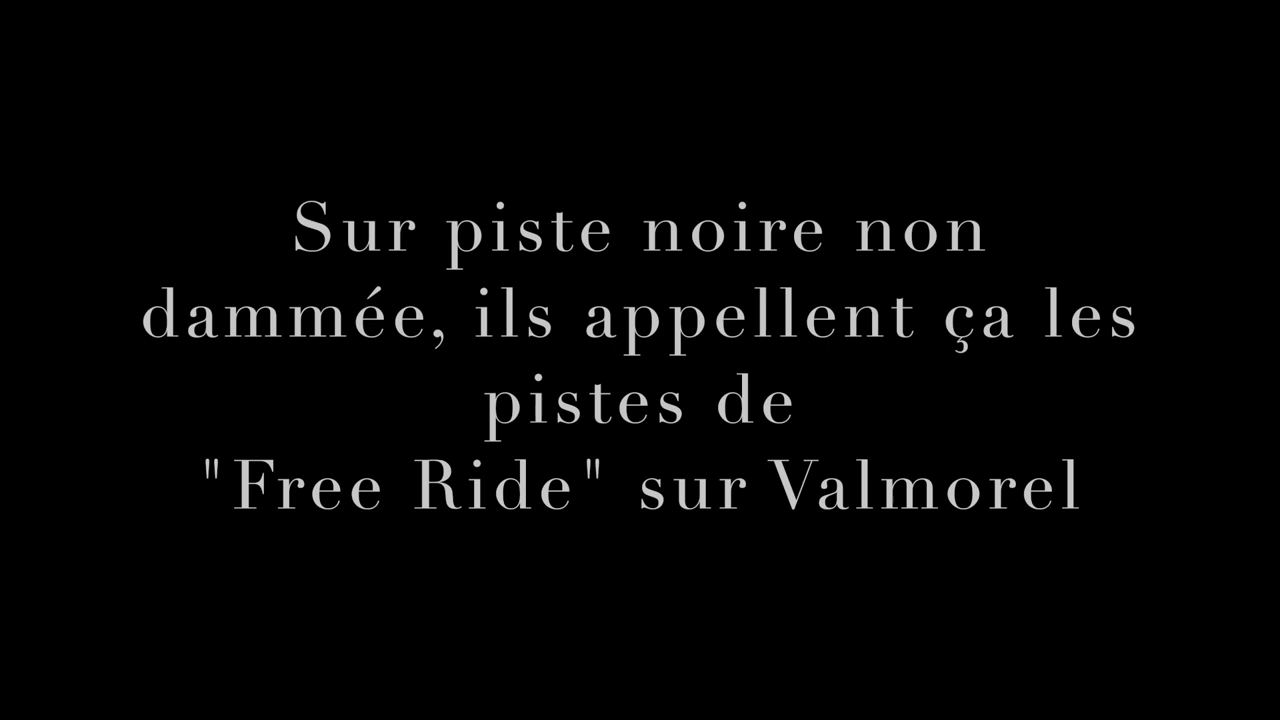 Sur piste noire non
dammée, ils appellent ça les
pistes de
"Free Ride" sur Valmorel